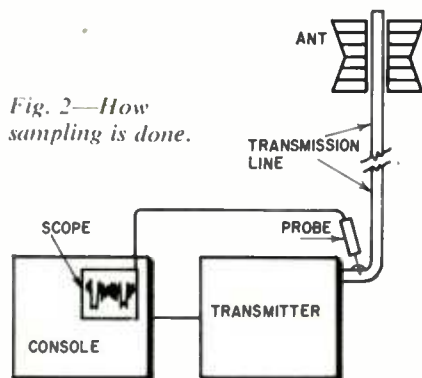 ANT
Fig. 2—How
sampling is done.
TRANSMISSION
LINE
SCOPE
PROBE
TRANSMITTER
CONSOLE